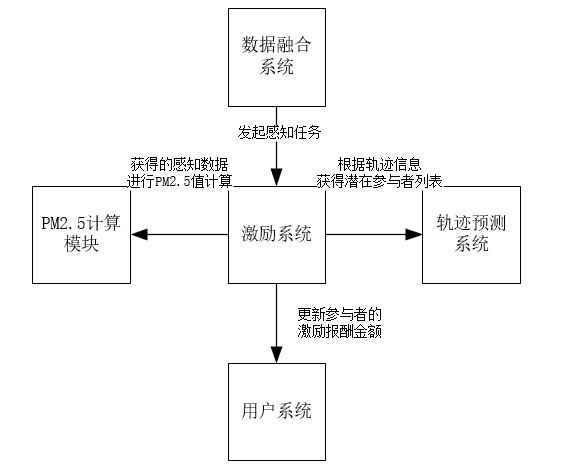 数据融合
系统
发起感知任务
获得的感知数据
进行PM2.5值计算
根据轨迹信息
获得潜在参与者列表
PM2.5计算
模块
激励系统
轨迹预测
系统
更新参与者的
激励报酬金额
用户系统